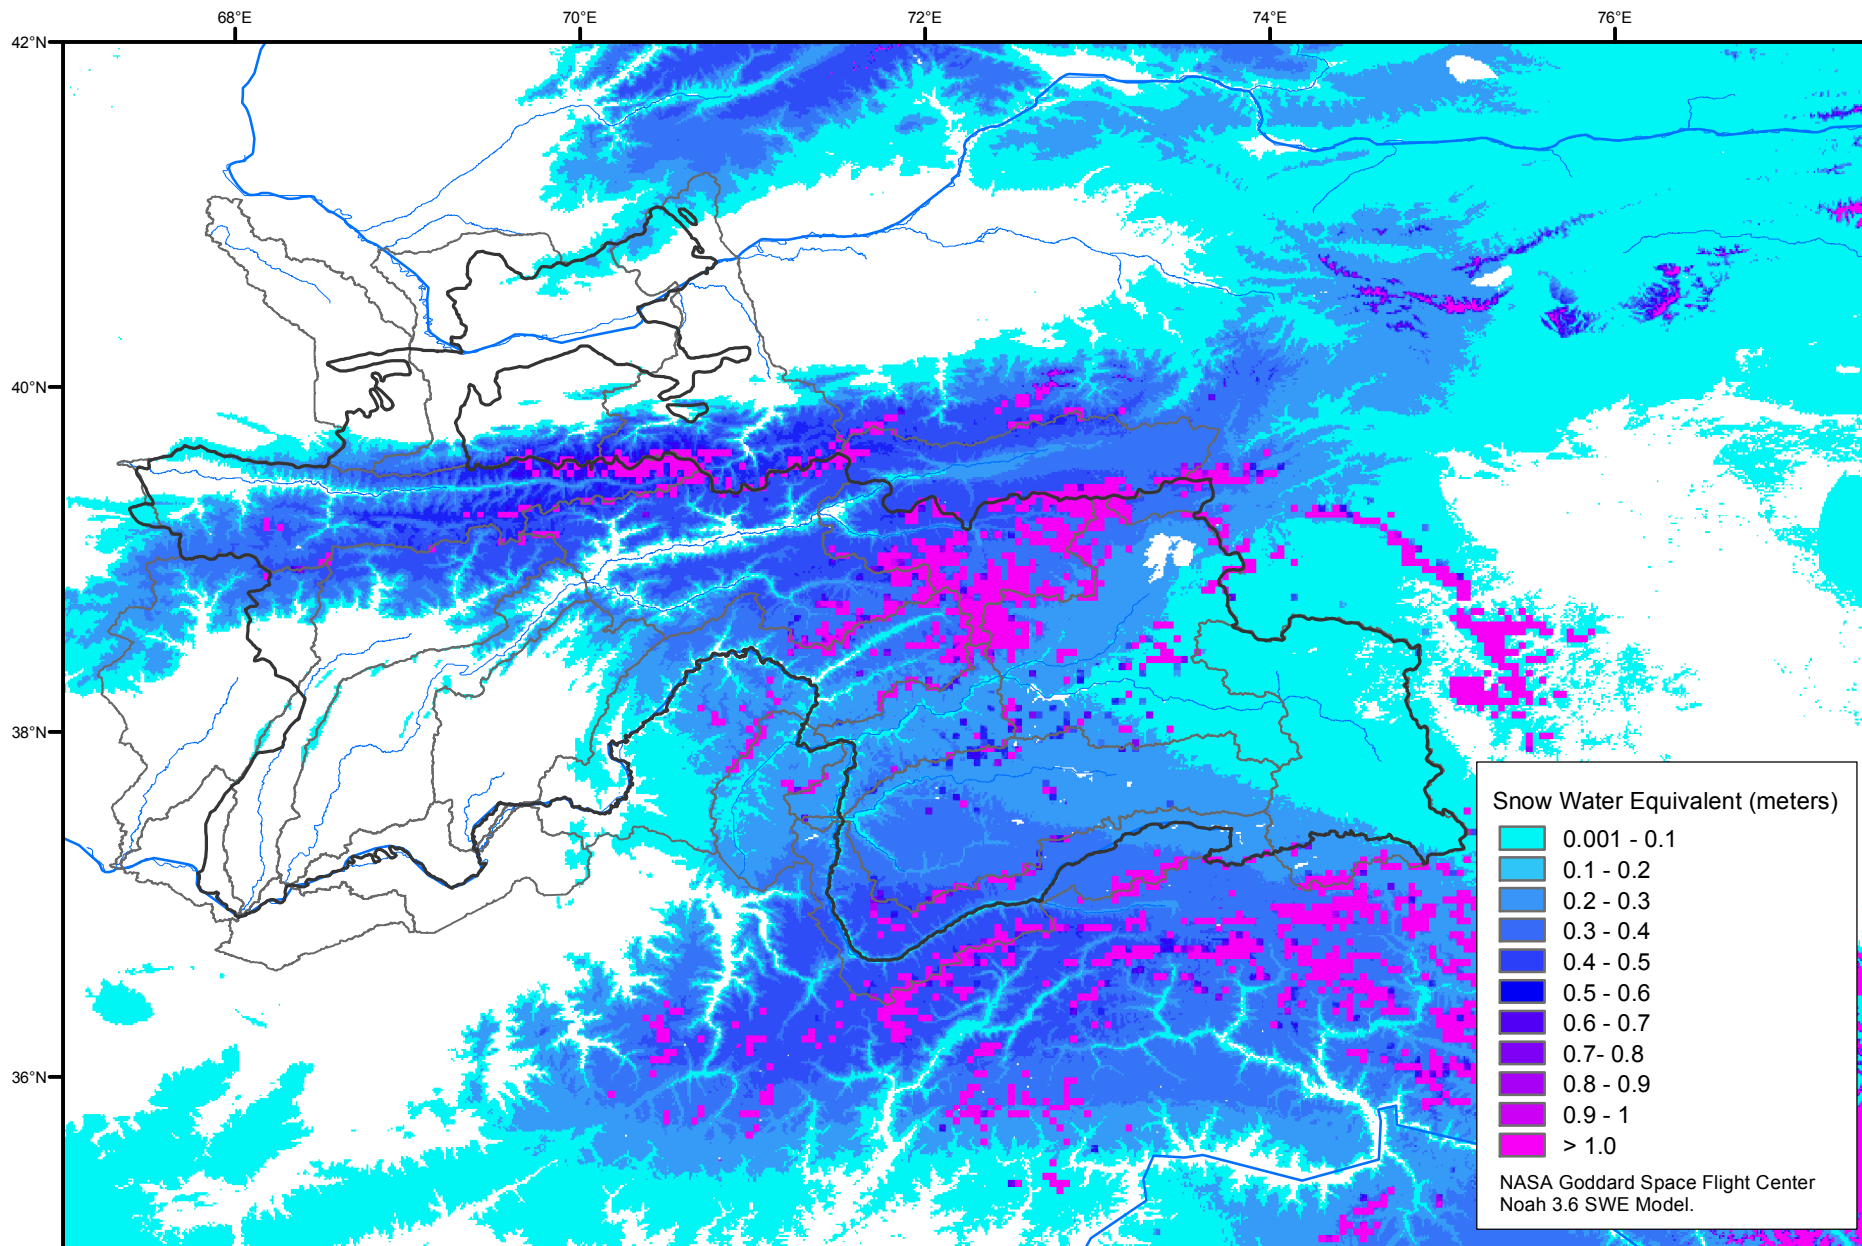 68°E
70°E
72°E
74°E
76°E
42°N
40°N
38°N
36°N
Snow Water Equivalent (meters)
0.001 - 0.1
0.1 - 0.2
0.2 - 0.3
0.3 - 0.4
0.4 - 0.5
0.5 - 0.6
0.6 - 0.7
0.7- 0.8
0.8 - 0.9
0.9 - 1
> 1.0
NASA Goddard Space Flight Center
Noah 3.6 SWE Model.